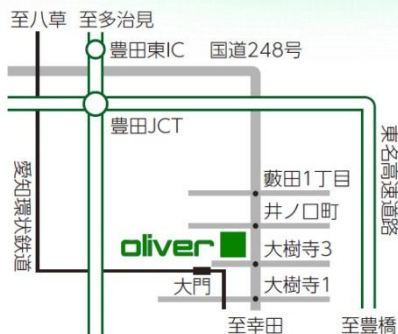 至八草 至多治見
豊田東IC 国道248号
豊田JCT
東名高速道路
愛知環状鉄道
藪田1丁目
井ノ口町
oliver
大樹寺3
大門
大樹寺1
至幸田 至豊橋